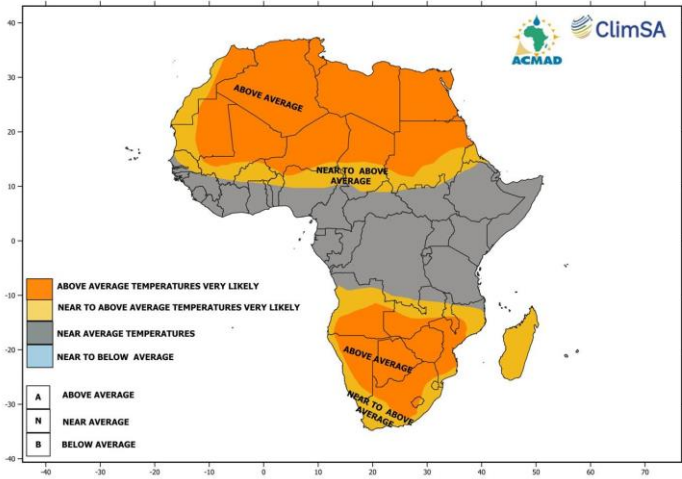 40
30
20
10
0
-10
-20
-30
-40
ACMAD
ClimSA
ABOVE AVERAGE
NEAR TO ABOVE
AVERAGE
ABOVE AVERAGE TEMPERATURES VERY LIKELY
NEAR TO ABOVE AVERAGE TEMPERATURES VERY LIKELY
NEAR AVERAGE TEMPERATURES
NEAR TO BELOW AVERAGE
A ABOVE AVERAGE
N NEAR AVERAGE
B BELOW AVERAGE
ABOVE AVERAGE
NEAR TO ABOVE
AVERAGE
-40 -30 -20 -10 0 10 20 30 40 50 60 70